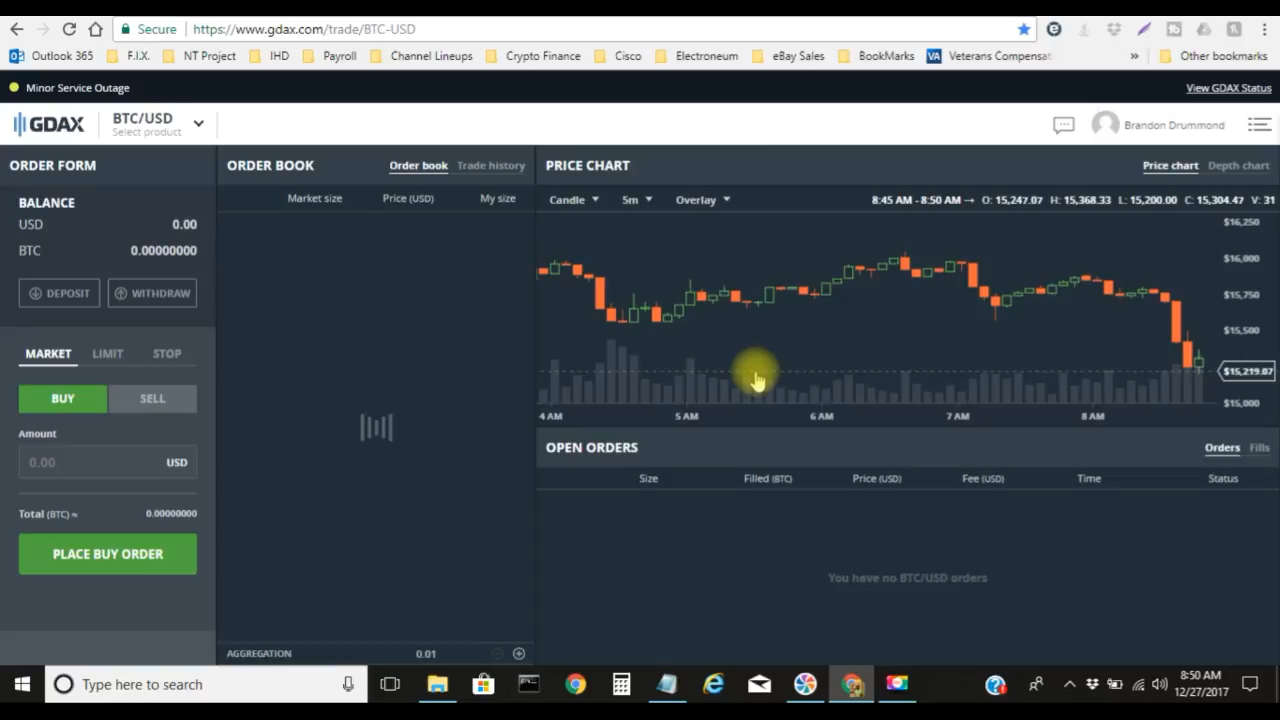 Secure https://www.gdax.com/trade/BTC-USD
Outlook 365 F.I.X. NT Project IHD Payroll Channel Lineups Crypto Finance Cisco Electroneum eBay Sales BookMarks VA Veterans Compensat » Other bookmarks
Minor Service Outage View GDAX Status
GDAX BTC/USD
Select product
Brandon Drummond
ORDER FORM
BALANCE
USD 0.00
BTC 0.00000000
DEPOSIT WITHDRAW
MARKET LIMIT STOP
BUY SELL
Amount
0.00 USD
Total (BTC) ≈ 0.00000000
PLACE BUY ORDER
ORDER BOOK Order book Trade history
Market size Price (USD) My size
AGGREGATION 0.01
PRICE CHART Price chart Depth chart
Candle 5m Overlay 8:45 AM - 8:50 AM → O: 15,247.07 H: 15,368.33 L: 15,200.00 C: 15,304.47 V: 31
$16,250
$16,000
$15,750
$15,500
$15,219.07
$15,000
4 AM 5 AM 6 AM 7 AM 8 AM
OPEN ORDERS Orders Fills
Size Filled (BTC) Price (USD) Fee (USD) Time Status
You have no BTC/USD orders
Type here to search
8:50 AM
12/27/2017